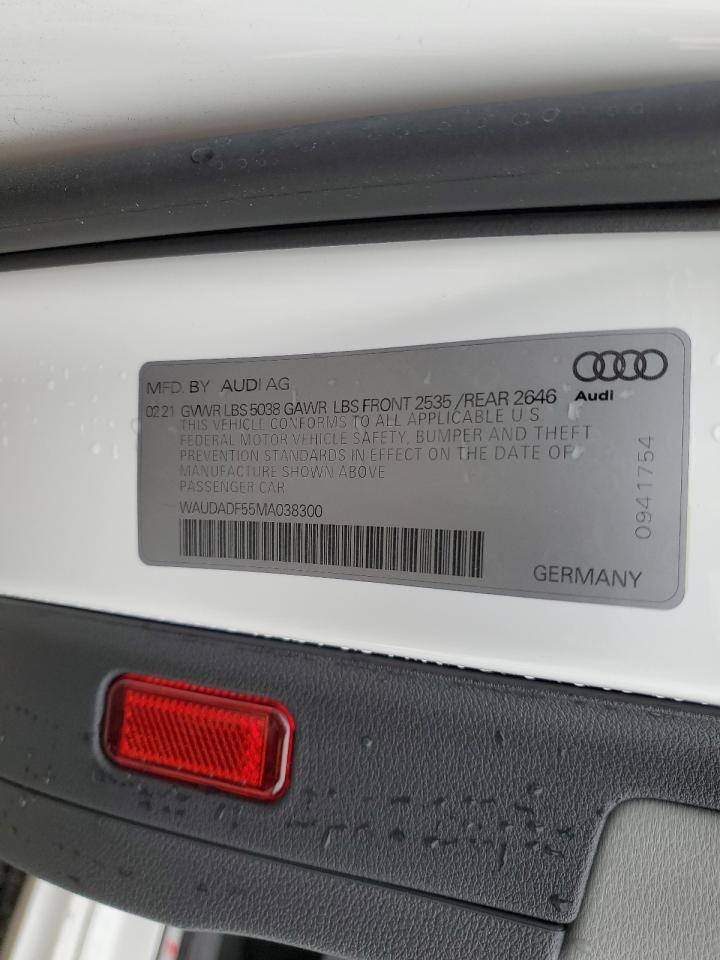 MFD. BY AUDI AG
02.21 GVWR LBS 5038 GAWR LBS FRONT 2535 /REAR 2646
THIS VEHICLE CONFORMS TO ALL APPLICABLE U S
FEDERAL MOTOR VEHICLE SAFETY, BUMPER AND THEFT
PREVENTION STANDARDS IN EFFECT ON THE DATE OF
MANUFACTURE SHOWN ABOVE
PASSENGER CAR
WAUDADF55MA038300
GERMANY
Audi
0941754